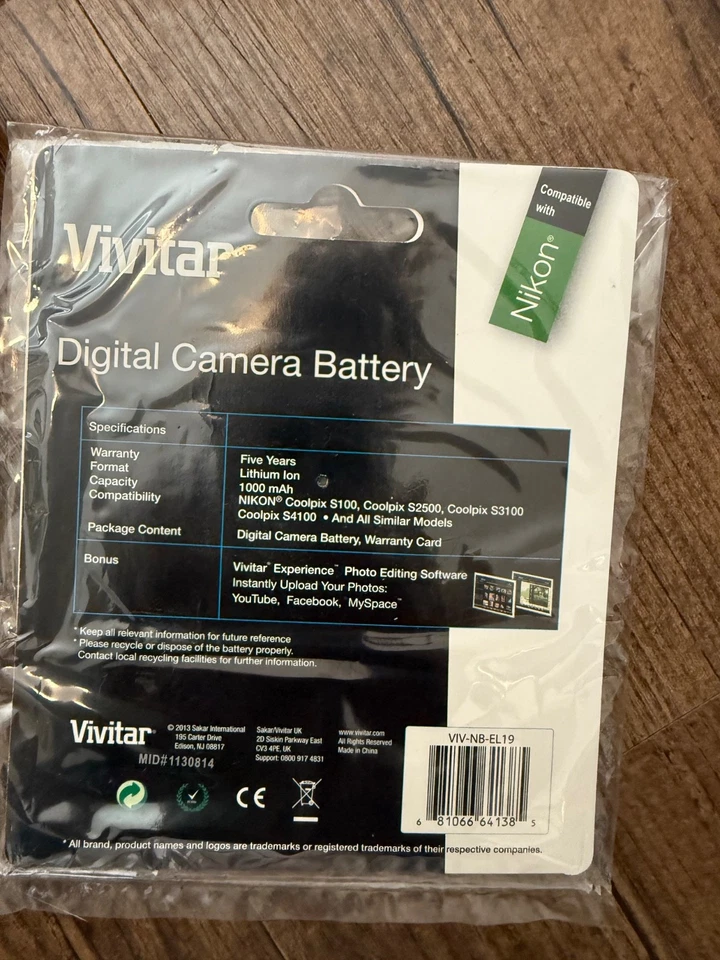 Compatible
with
Nikon®
Vivitar
Digital Camera Battery
Specifications
Warranty Five Years
Format Lithium Ion
Capacity 1000 mAh
Compatibility NIKON® Coolpix S100, Coolpix S2500, Coolpix S3100
Coolpix S4100 • And All Similar Models
Package Content Digital Camera Battery, Warranty Card
Bonus Vivitar® Experience™ Photo Editing Software
Instantly Upload Your Photos:
YouTube, Facebook, MySpace™
* Keep all relevant information for future reference
* Please recycle or dispose of the battery properly.
Contact local recycling facilities for further information.
Vivitar®
© 2013 Sakar International
195 Carter Drive
Edison, NJ 08817
MID#1130814
Sakar/Vivitar UK
2D Siskin Parkway East
CV3 4PE, UK
Support: 0800 917 4831
www.vivitar.com
All Rights Reserved
Made in China
VIV-NB-EL19
6 81066 64138 5
CE
* All brand, product names and logos are trademarks or registered trademarks of their respective companies.